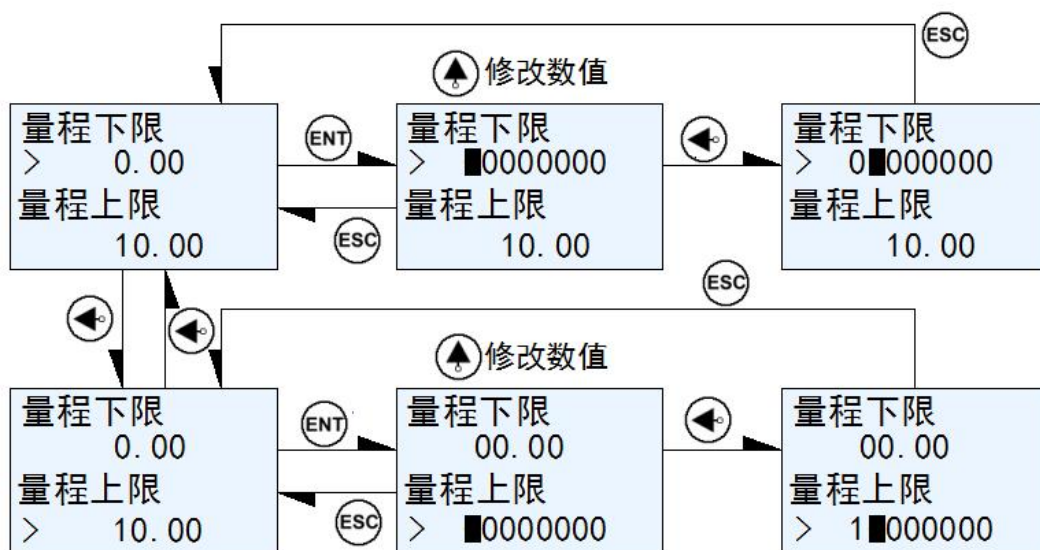 ESC
修改数值
量程下限
> 0.00
量程上限
10.00
ENT
ESC
量程下限
> █0000000
量程上限
10.00
量程下限
> 0█000000
量程上限
10.00
ESC
修改数值
量程下限
0.00
量程上限
> 10.00
ENT
ESC
量程下限
00.00
量程上限
> █0000000
量程下限
00.00
量程上限
> 1█000000